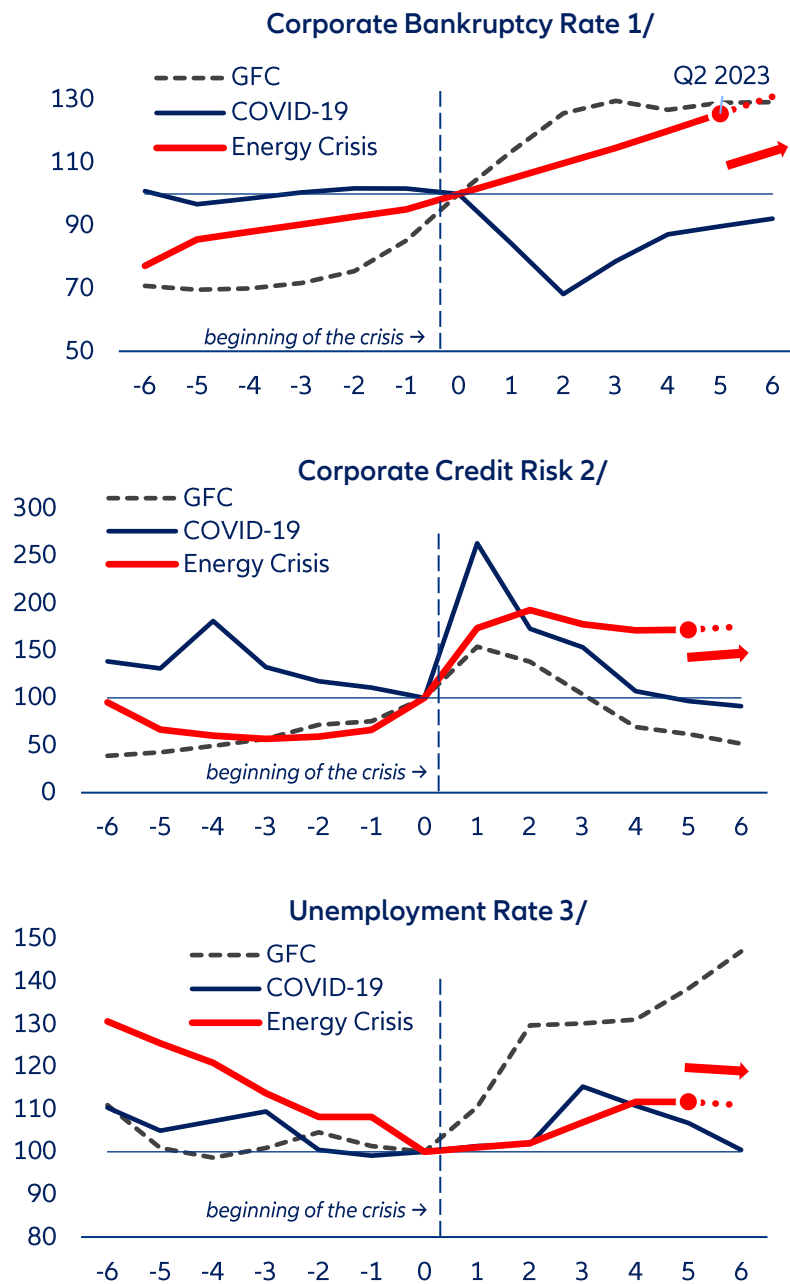 Corporate Bankruptcy Rate 1/
GFC
COVID-19
Energy Crisis
Q2 2023
130
110
90
70
50
beginning of the crisis →
-6 -5 -4 -3 -2 -1 0 1 2 3 4 5 6
Corporate Credit Risk 2/
GFC
COVID-19
Energy Crisis
300
250
200
150
100
50
0
beginning of the crisis →
-6 -5 -4 -3 -2 -1 0 1 2 3 4 5 6
Unemployment Rate 3/
GFC
COVID-19
Energy Crisis
150
140
130
120
110
100
90
80
beginning of the crisis →
-6 -5 -4 -3 -2 -1 0 1 2 3 4 5 6